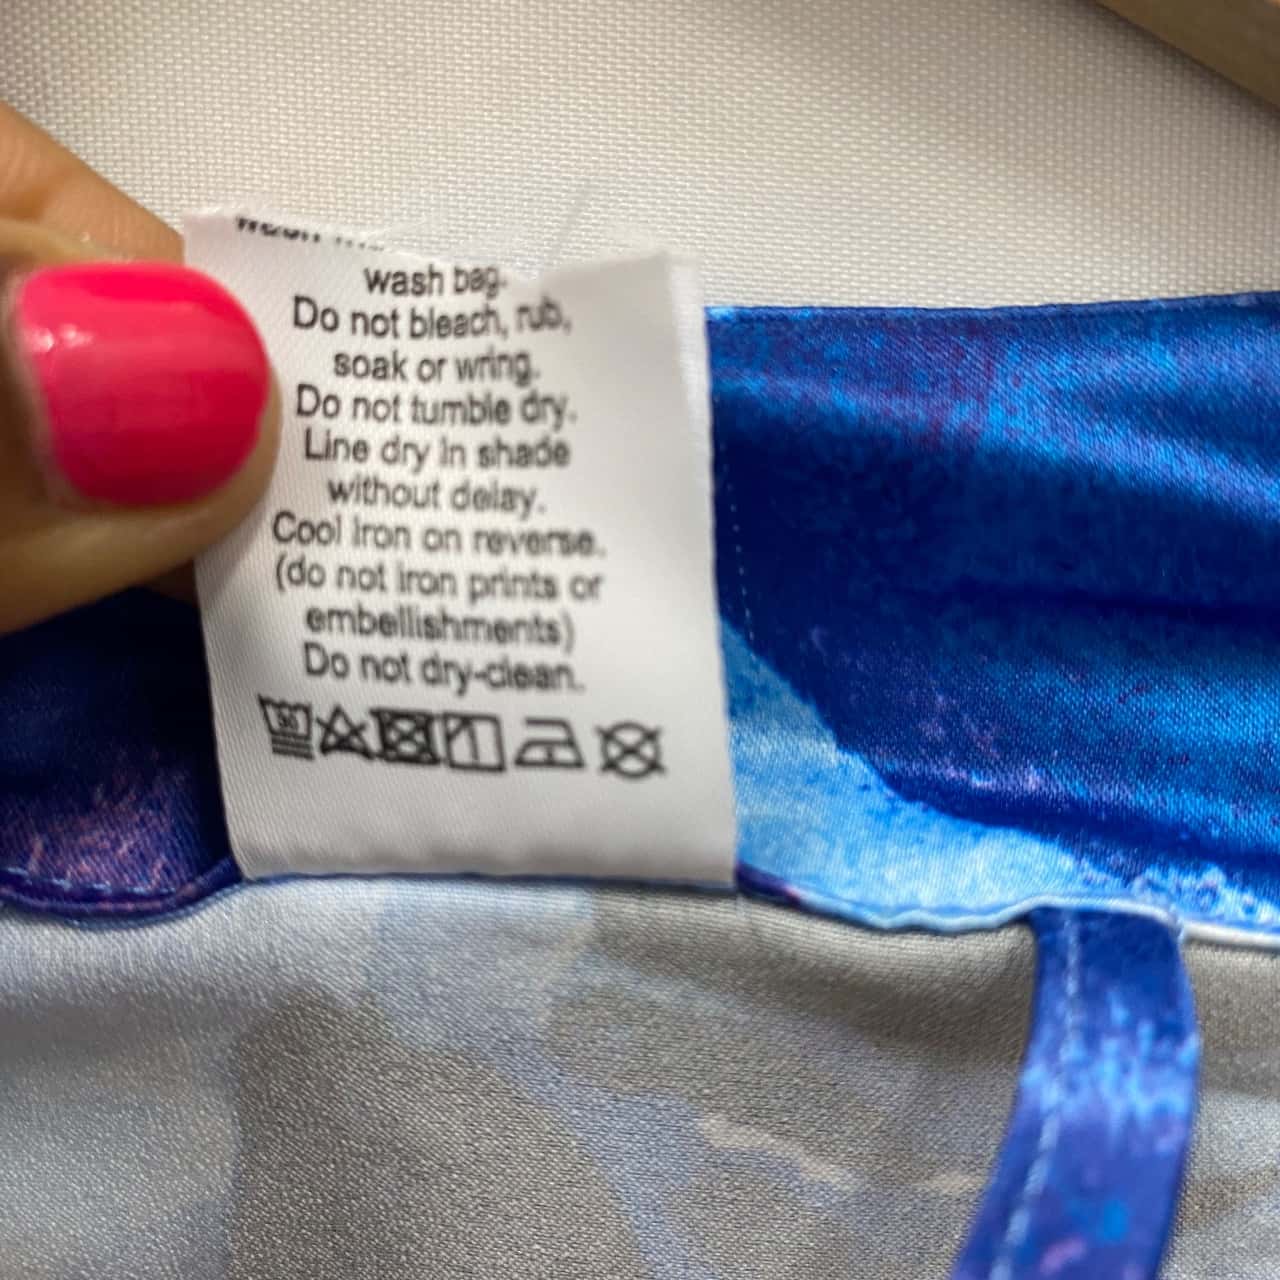 wash bag.
Do not bleach, rub,
soak or wring.
Do not tumble dry.
Line dry in shade
without delay.
Cool iron on reverse.
(do not iron prints or
embellishments)
Do not dry-clean.